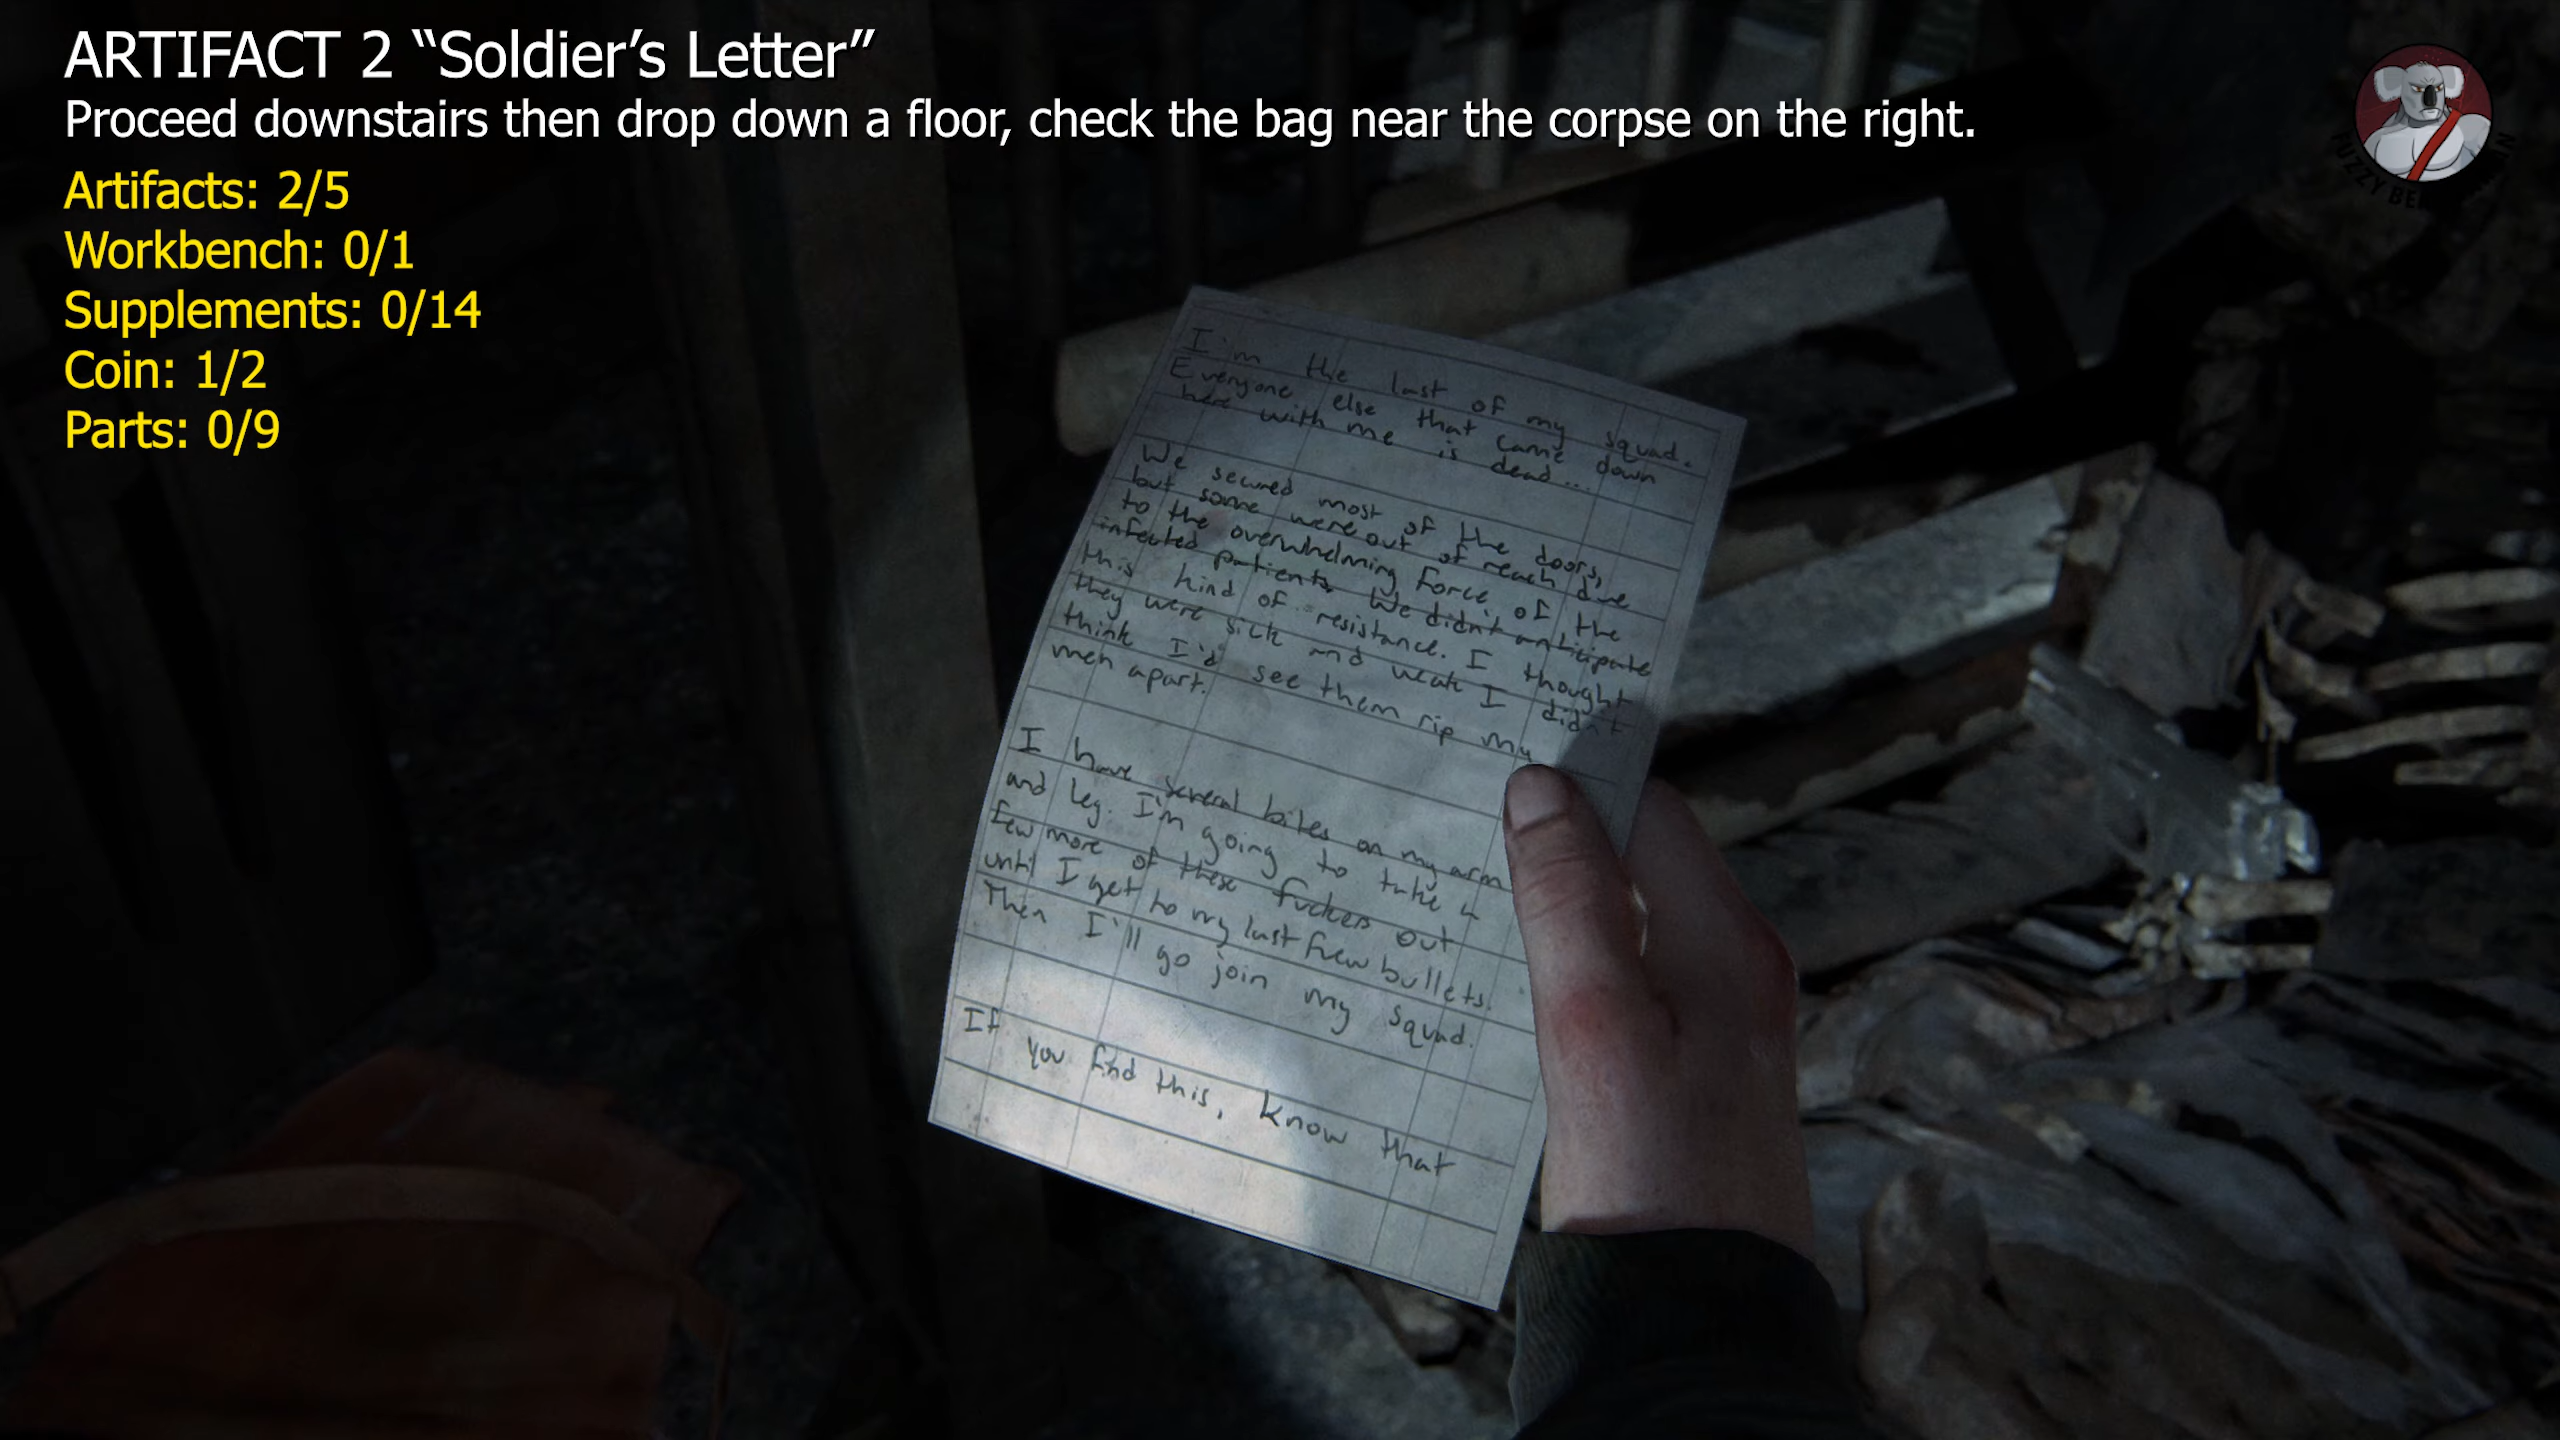 ARTIFACT 2 “Soldier’s Letter”
Proceed downstairs then drop down a floor, check the bag near the corpse on the right.
Artifacts: 2/5
Workbench: 0/1
Supplements: 0/14
Coin: 1/2
Parts: 0/9
FUZZY BE
I'm the last of my squad.
Everyone else that came down
here with me is dead...
We secured most of the doors,
but some were out of reach due
to the overwhelming force of the
infected patients. We didn't anticipate
this kind of resistance. I thought
they were sick and weak I didn't
think I'd see them rip my
men apart.
I have several bites on my arm
and leg. I'm going to take a
few more of these fuckers out
until I get to my last few bullets.
Then I'll go join my squad.
If you find this, know that